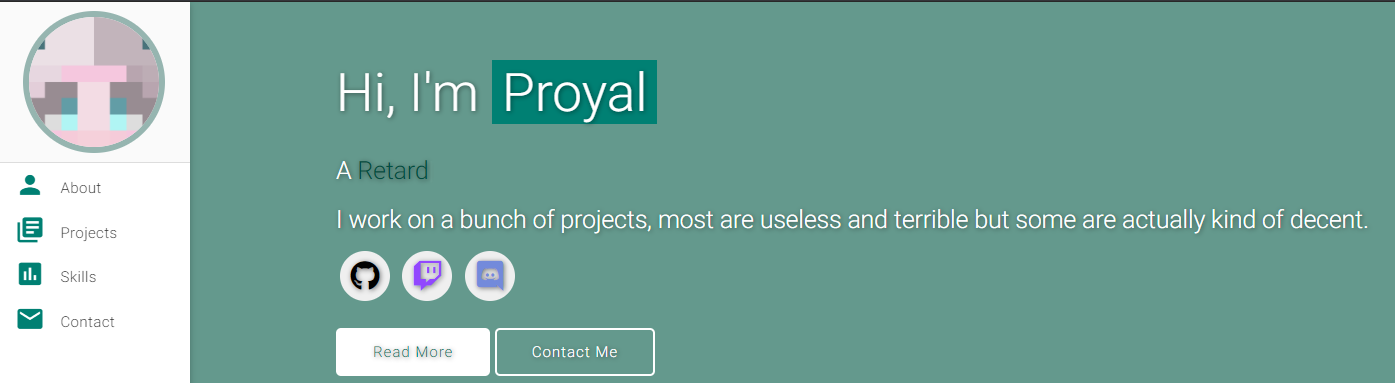 Hi, I'm Proyal
A Retard
I work on a bunch of projects, most are useless and terrible but some are actually kind of decent.
Read More
Contact Me
About
Projects
Skills
Contact